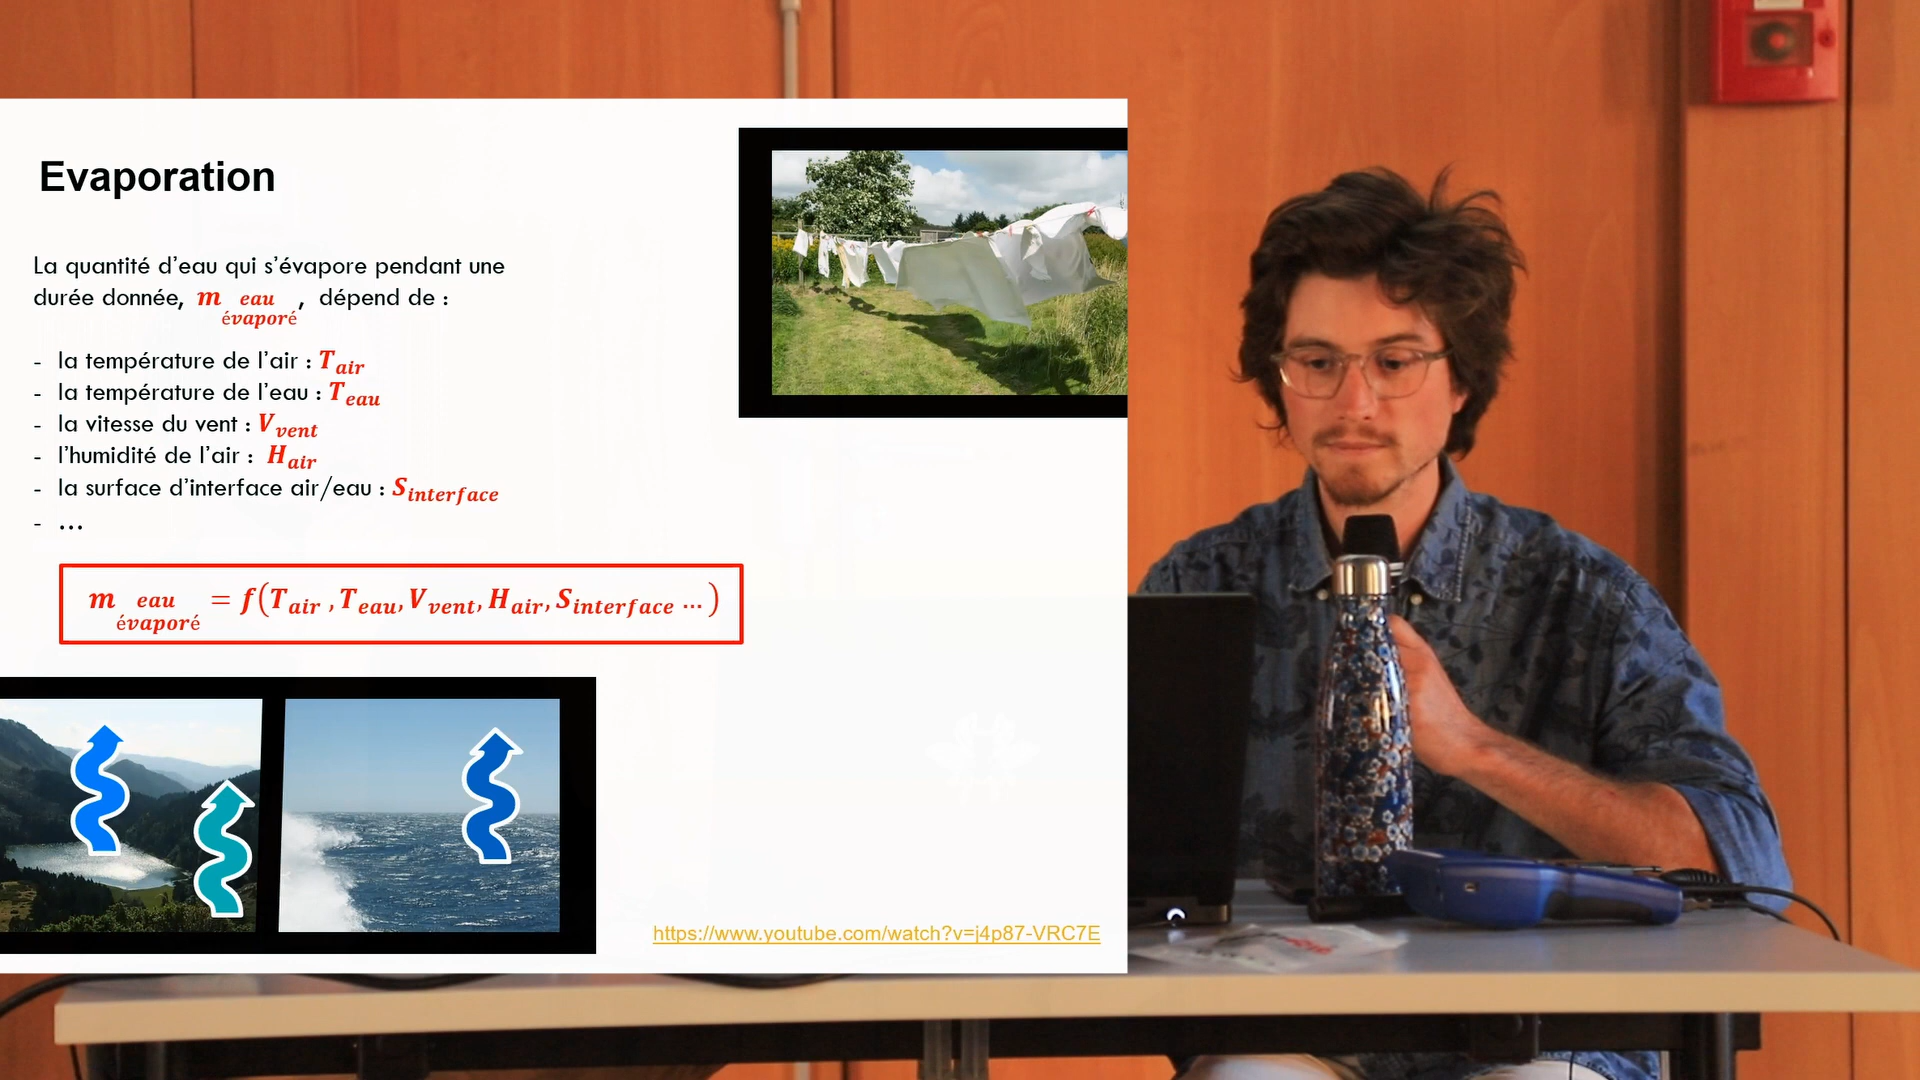 Evaporation
La quantité d'eau qui s'évapore pendant une
durée donnée, m eau évaporé, dépend de :
- la température de l'air : T air
- la température de l'eau : T eau
- la vitesse du vent : V vent
- l'humidité de l'air : H air
- la surface d'interface air/eau : S interface
- ...
m eau évaporé = f(T air , T eau, V vent, H air, S interface ... )
https://www.youtube.com/watch?v=j4p87-VRC7E